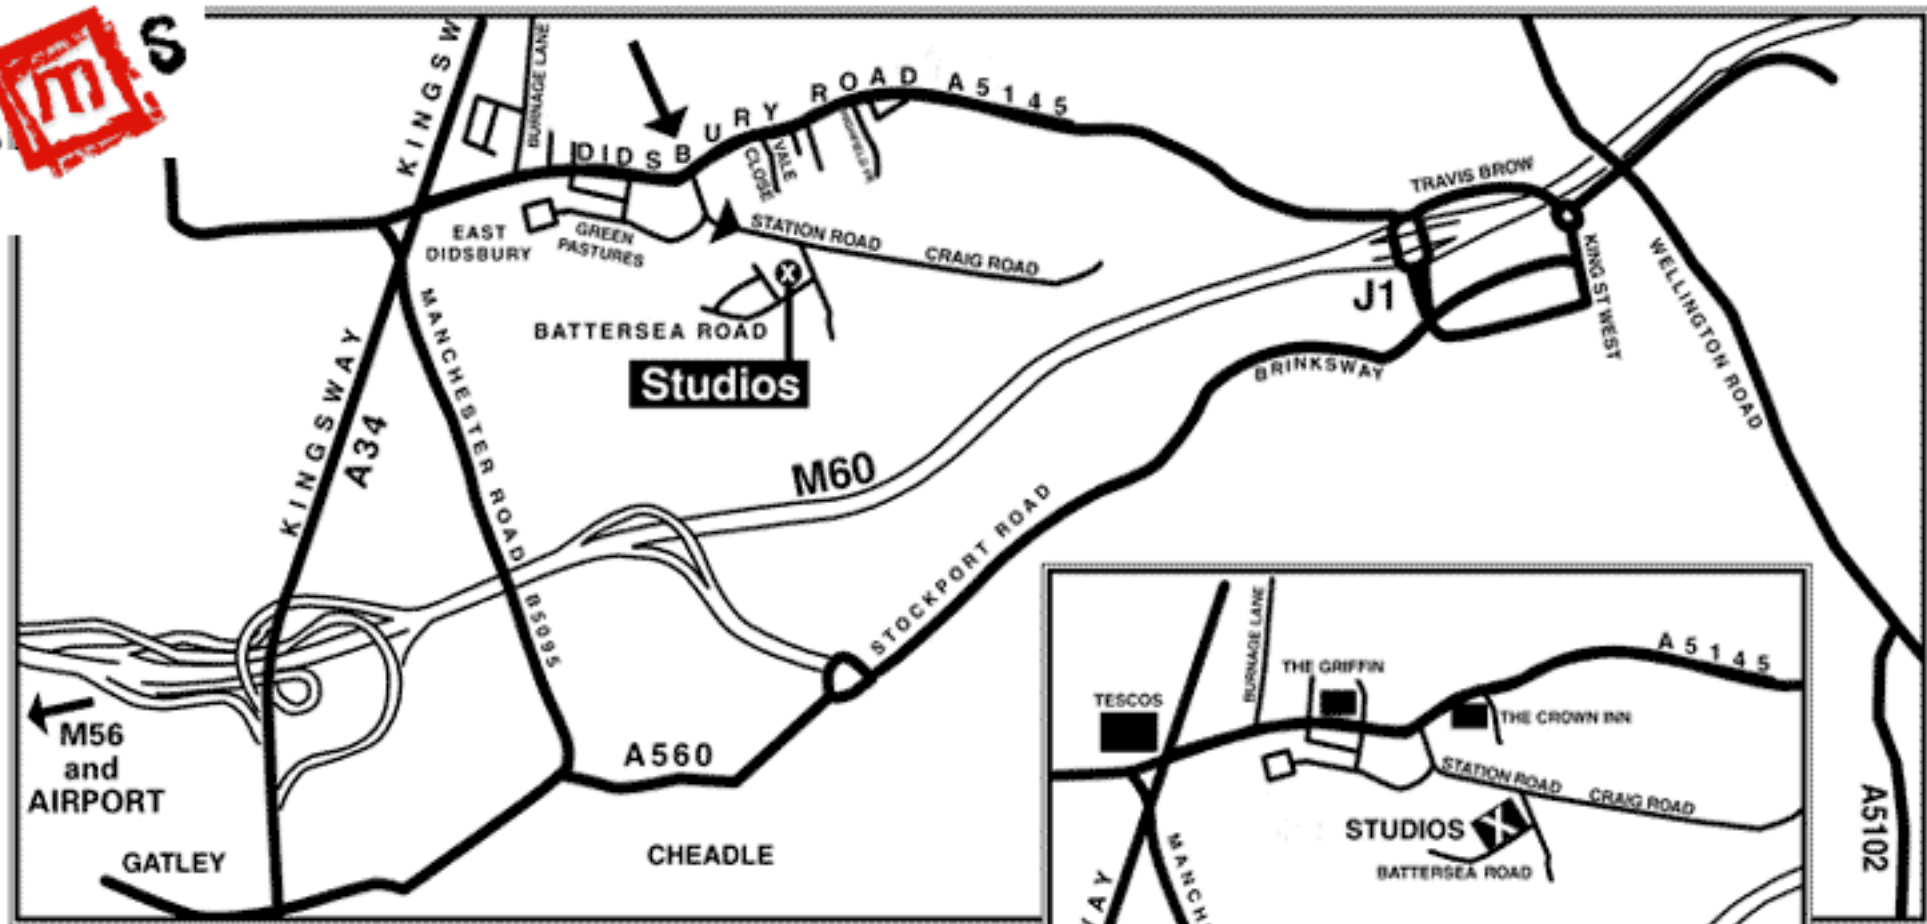 m
S
KINGSW
BURNAGE LANE
DIDSBURY ROAD A5145
VALE
CLOSE
EAST
DIDSBURY
GREEN
PASTURES
STATION ROAD
CRAIG ROAD
X
BATTERSEA ROAD
Studios
TRAVIS BROW
J1
KING ST WEST
WELLINGTON ROAD
BRINKSWAY
KINGSWAY
A34
MANCHESTER ROAD B5095
M60
STOCKPORT ROAD
M56
and
AIRPORT
A560
GATLEY
CHEADLE
A5102
BURNAGE LANE
THE GRIFFIN
A5145
TESCOS
THE CROWN INN
STATION ROAD
CRAIG ROAD
STUDIOS
X
BATTERSEA ROAD
MANCH
AY